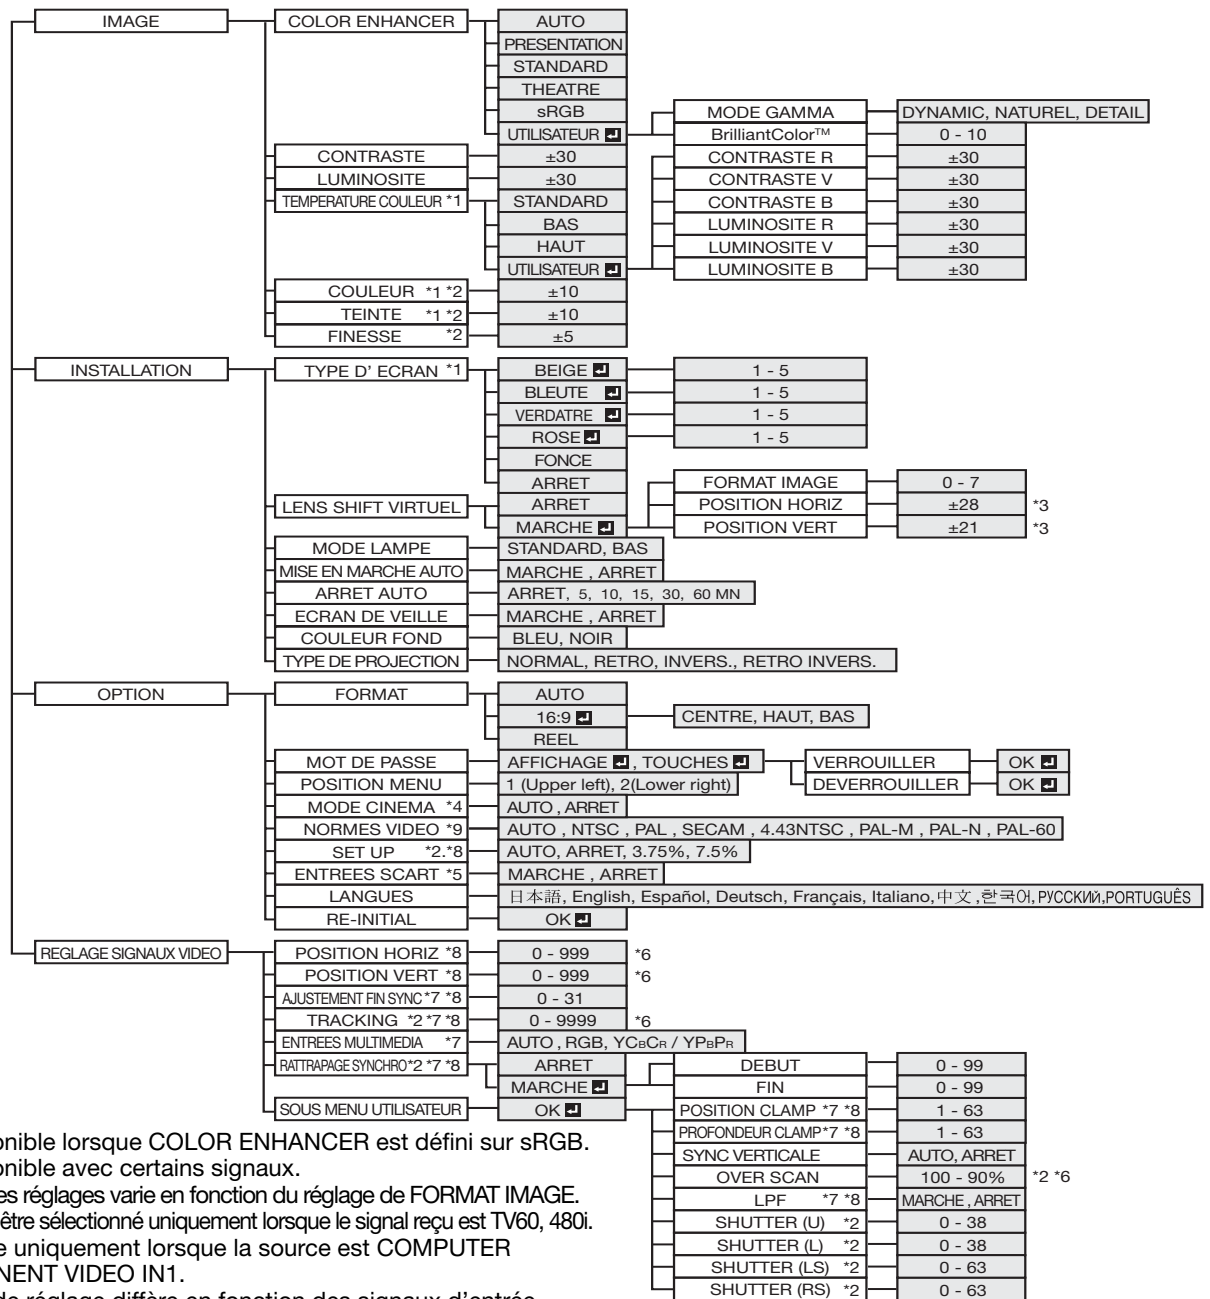 IMAGE COLOR ENHANCER AUTO
PRESENTATION
STANDARD
THEATRE
sRGB MODE GAMMA DYNAMIC, NATUREL, DETAIL
UTILISATEUR BrilliantColor™ 0 - 10
CONTRASTE ±30 CONTRASTE R ±30
LUMINOSITE ±30 CONTRASTE V ±30
TEMPERATURE COULEUR *1 STANDARD CONTRASTE B ±30
BAS LUMINOSITE R ±30
HAUT LUMINOSITE V ±30
UTILISATEUR LUMINOSITE B ±30
COULEUR *1 *2 ±10
TEINTE *1 *2 ±10
FINESSE *2 ±5
INSTALLATION TYPE D' ECRAN *1 BEIGE 1 - 5
BLEUTE 1 - 5
VERDATRE 1 - 5
ROSE 1 - 5
FONCE
ARRET FORMAT IMAGE 0 - 7
LENS SHIFT VIRTUEL ARRET POSITION HORIZ ±28 *3
MARCHE POSITION VERT ±21 *3
MODE LAMPE STANDARD, BAS
MISE EN MARCHE AUTO MARCHE , ARRET
ARRET AUTO ARRET, 5, 10, 15, 30, 60 MN
ECRAN DE VEILLE MARCHE , ARRET
COULEUR FOND BLEU, NOIR
TYPE DE PROJECTION NORMAL, RETRO, INVERS., RETRO INVERS.
OPTION FORMAT AUTO
16:9 CENTRE, HAUT, BAS
REEL
MOT DE PASSE AFFICHAGE , TOUCHES VERROUILLER OK
POSITION MENU 1 (Upper left), 2(Lower right) DEVERROUILLER OK
MODE CINEMA *4 AUTO , ARRET
NORMES VIDEO *9 AUTO , NTSC , PAL , SECAM , 4.43NTSC , PAL-M , PAL-N , PAL-60
SET UP *2.*8 AUTO, ARRET, 3.75%, 7.5%
ENTREES SCART *5 MARCHE , ARRET
LANGUES 日本語, English, Español, Deutsch, Français, Italiano,中文 ,한국어, РУССКИЙ,PORTUGUÊS
RE-INITIAL OK
REGLAGE SIGNAUX VIDEO POSITION HORIZ *8 0 - 999 *6
POSITION VERT *8 0 - 999 *6
AJUSTEMENT FIN SYNC *7 *8 0 - 31
TRACKING *2 *7 *8 0 - 9999 *6
ENTREES MULTIMEDIA *7 AUTO , RGB, YCBCR / YPBPR
RATTRAPAGE SYNCHRO *2 *7 *8 ARRET DEBUT 0 - 99
MARCHE FIN 0 - 99
SOUS MENU UTILISATEUR OK POSITION CLAMP *7 *8 1 - 63
PROFONDEUR CLAMP *7 *8 1 - 63
SYNC VERTICALE AUTO, ARRET
OVER SCAN 100 - 90% *2 *6
LPF *7 *8 MARCHE , ARRET
SHUTTER (U) *2 0 - 38
SHUTTER (L) *2 0 - 38
SHUTTER (LS) *2 0 - 63
SHUTTER (RS) *2 0 - 63
onible lorsque COLOR ENHANCER est défini sur sRGB.
onible avec certains signaux.
es réglages varie en fonction du réglage de FORMAT IMAGE.
être sélectionné uniquement lorsque le signal reçu est TV60, 480i.
e uniquement lorsque la source est COMPUTER
NENT VIDEO IN1.
de réglage diffère en fonction des signaux d'entrée